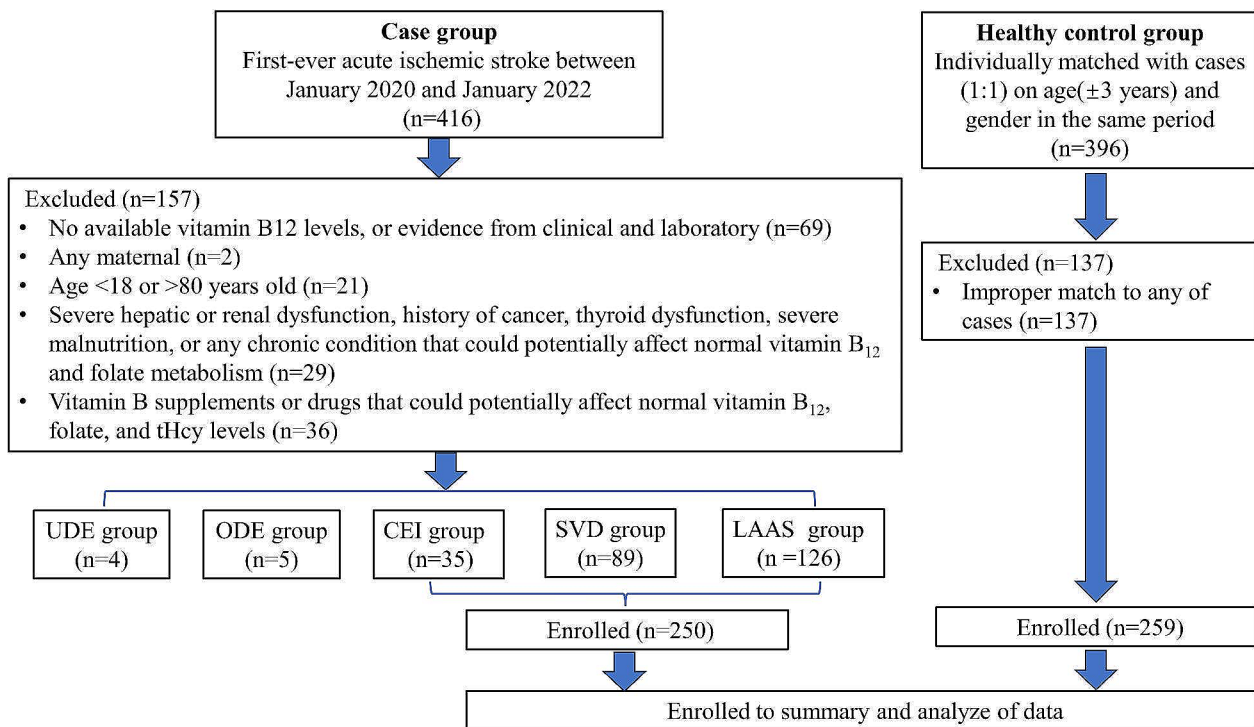 Case group
First-ever acute ischemic stroke between
January 2020 and January 2022
(n=416)
Healthy control group
Individually matched with cases
(1:1) on age(±3 years) and
gender in the same period
(n=396)
Excluded (n=157)
• No available vitamin B12 levels, or evidence from clinical and laboratory (n=69)
• Any maternal (n=2)
• Age <18 or >80 years old (n=21)
• Severe hepatic or renal dysfunction, history of cancer, thyroid dysfunction, severe
malnutrition, or any chronic condition that could potentially affect normal vitamin B₁₂
and folate metabolism (n=29)
• Vitamin B supplements or drugs that could potentially affect normal vitamin B₁₂,
folate, and tHcy levels (n=36)
Excluded (n=137)
• Improper match to any of
cases (n=137)
UDE group
(n=4)
ODE group
(n=5)
CEI group
(n=35)
SVD group
(n=89)
LAAS group
(n =126)
Enrolled (n=250)
Enrolled (n=259)
Enrolled to summary and analyze of data